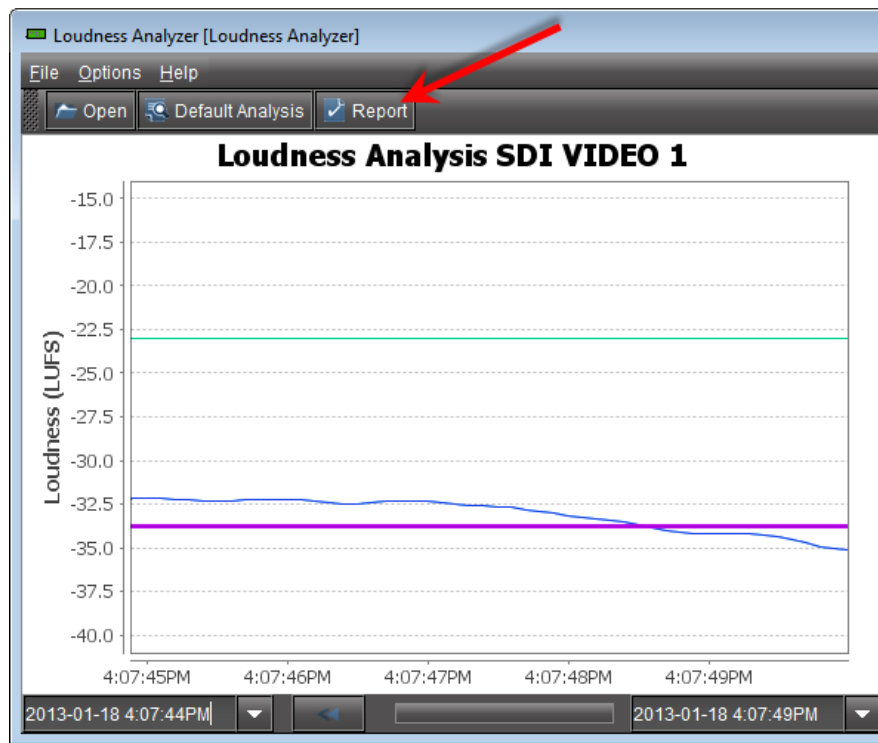 Loudness Analyzer [Loudness Analyzer]
File Options Help
Open Default Analysis Report
Loudness Analysis SDI VIDEO 1
Loudness (LUFS)
-15.0
-17.5
-20.0
-22.5
-25.0
-27.5
-30.0
-32.5
-35.0
-37.5
-40.0
4:07:45PM 4:07:46PM 4:07:47PM 4:07:48PM 4:07:49PM
2013-01-18 4:07:44PM 2013-01-18 4:07:49PM